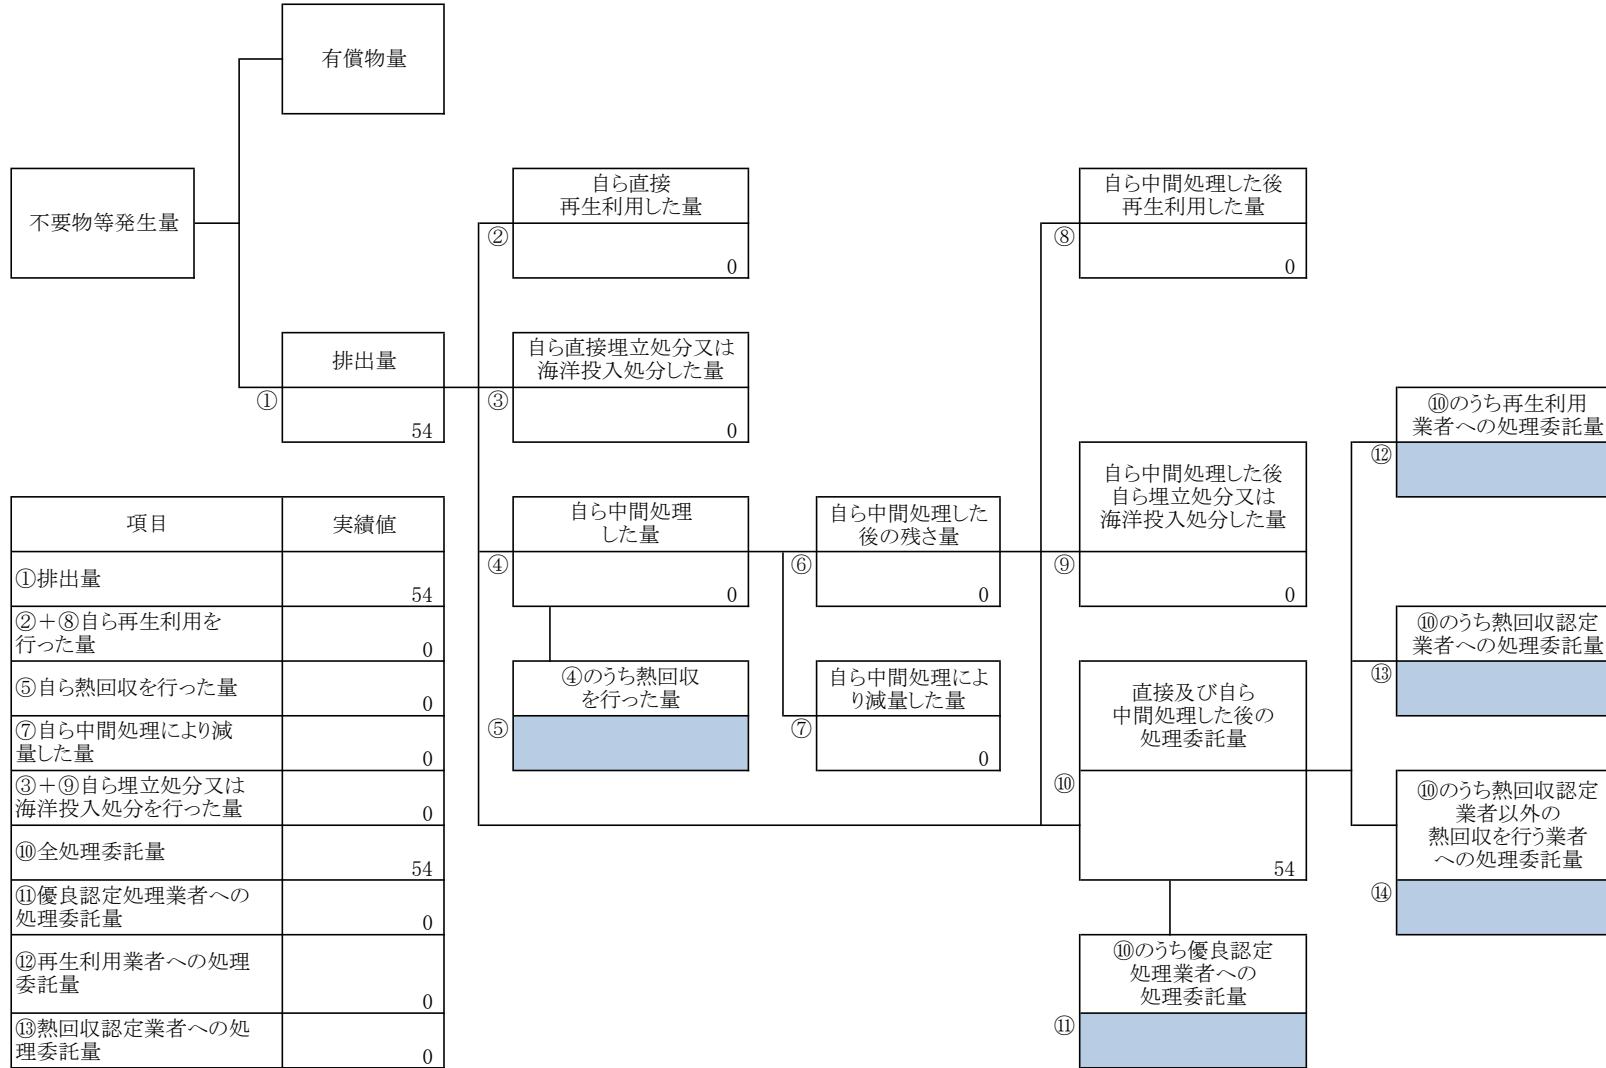 有償物量
不要物等発生量
自ら直接
再生利用した量
②
0
自ら中間処理した後
再生利用した量
⑧
0
排出量
①
54
自ら直接埋立処分又は
海洋投入処分した量
③
0
⑩のうち再生利用
業者への処理委託量
⑫
自ら中間処理
した量
④
0
自ら中間処理した
後の残さ量
⑥
0
自ら中間処理した後
自ら埋立処分又は
海洋投入処分した量
⑨
0
⑩のうち熱回収認定
業者への処理委託量
⑬
④のうち熱回収
を行った量
⑤
自ら中間処理によ
り減量した量
⑦
0
直接及び自ら
中間処理した後の
処理委託量
⑩
54
⑩のうち熱回収認定
業者以外の
熱回収を行う業者
への処理委託量
⑭
⑩のうち優良認定
処理業者への
処理委託量
⑪
項目 実績値
①排出量 54
②+⑧自ら再生利用を
行った量 0
⑤自ら熱回収を行った量 0
⑦自ら中間処理により減
量した量 0
③+⑨自ら埋立処分又は
海洋投入処分を行った量 0
⑩全処理委託量 54
⑪優良認定処理業者への
処理委託量 0
⑫再生利用業者への処理
委託量 0
⑬熱回収認定業者への処
理委託量 0